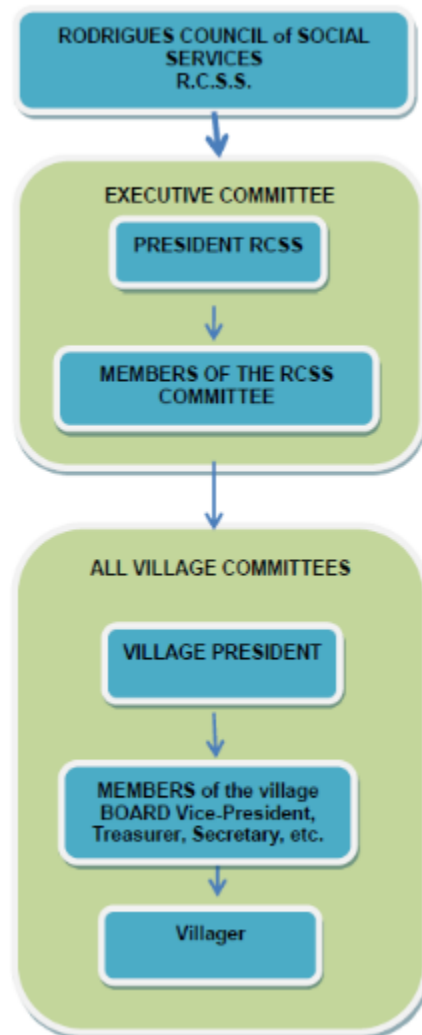 RODRIGUES COUNCIL of SOCIAL
SERVICES
R.C.S.S.
EXECUTIVE COMMITTEE
PRESIDENT RCSS
MEMBERS OF THE RCSS
COMMITTEE
ALL VILLAGE COMMITTEES
VILLAGE PRESIDENT
MEMBERS of the village
BOARD Vice-President,
Treasurer, Secretary, etc.
Villager